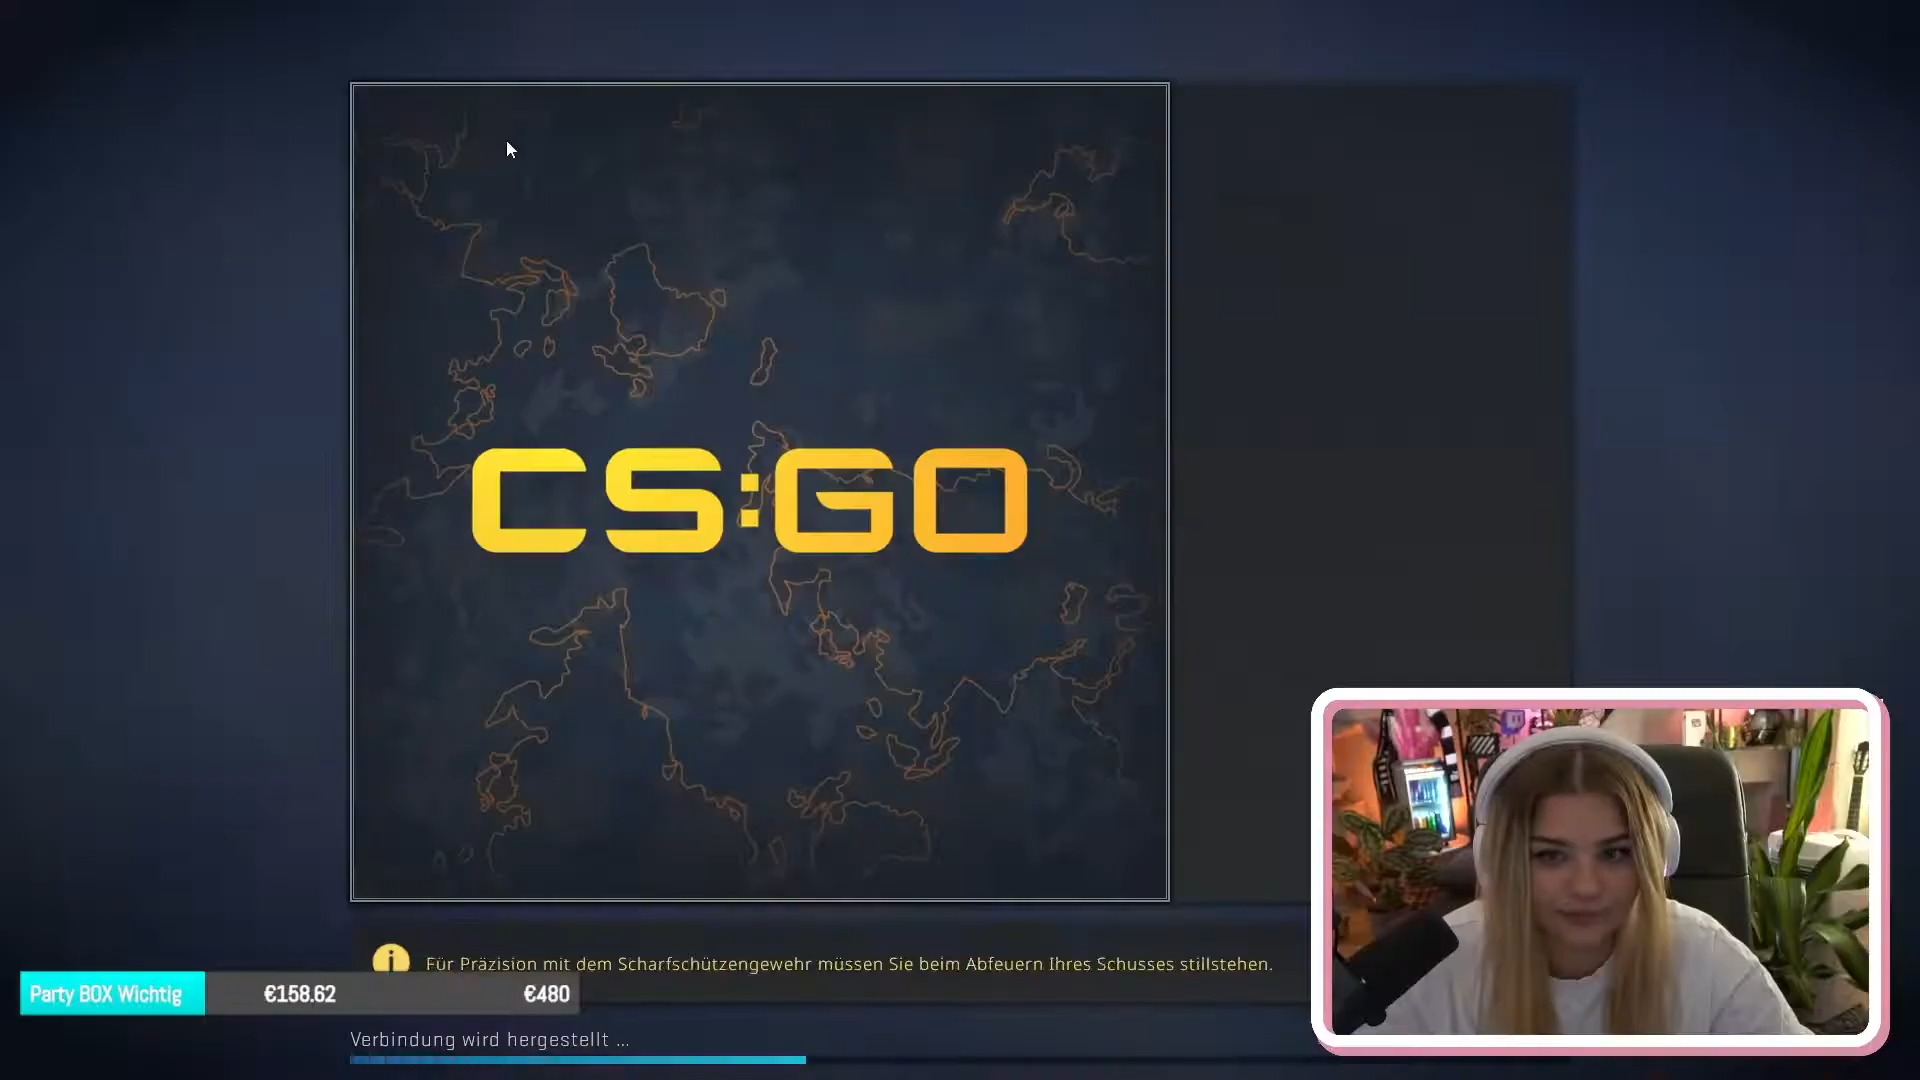 CS:GO
Für Präzision mit dem Scharfschützengewehr müssen Sie beim Abfeuern Ihres Schusses stillstehen.
Party BOX Wichtig €158.62 €480
Verbindung wird hergestellt ...